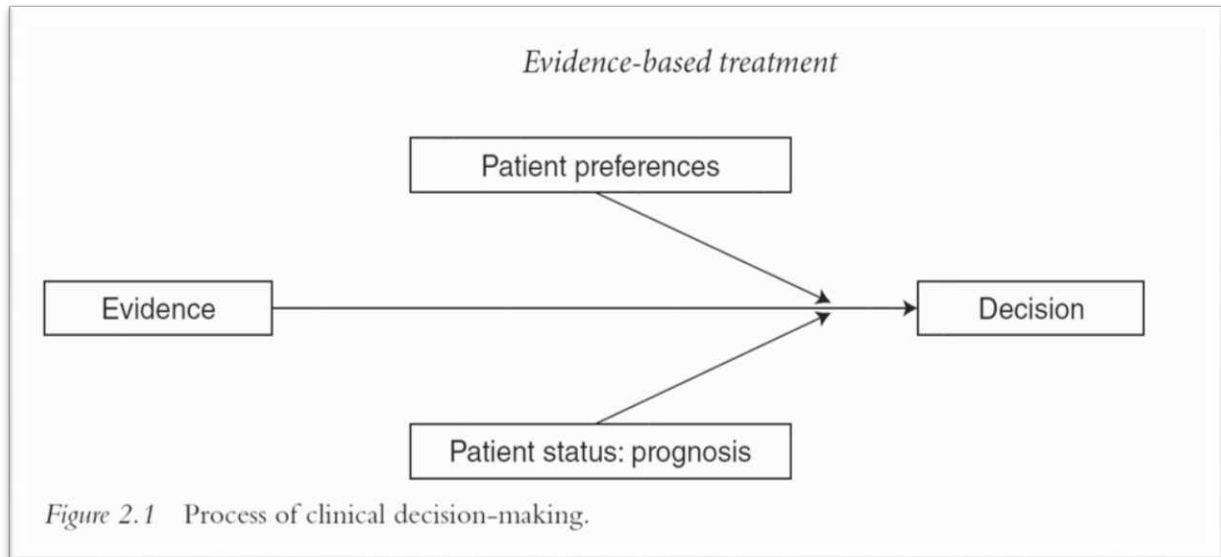 Evidence-based treatment
Patient preferences
Evidence
Decision
Patient status: prognosis
Figure 2.1 Process of clinical decision-making.